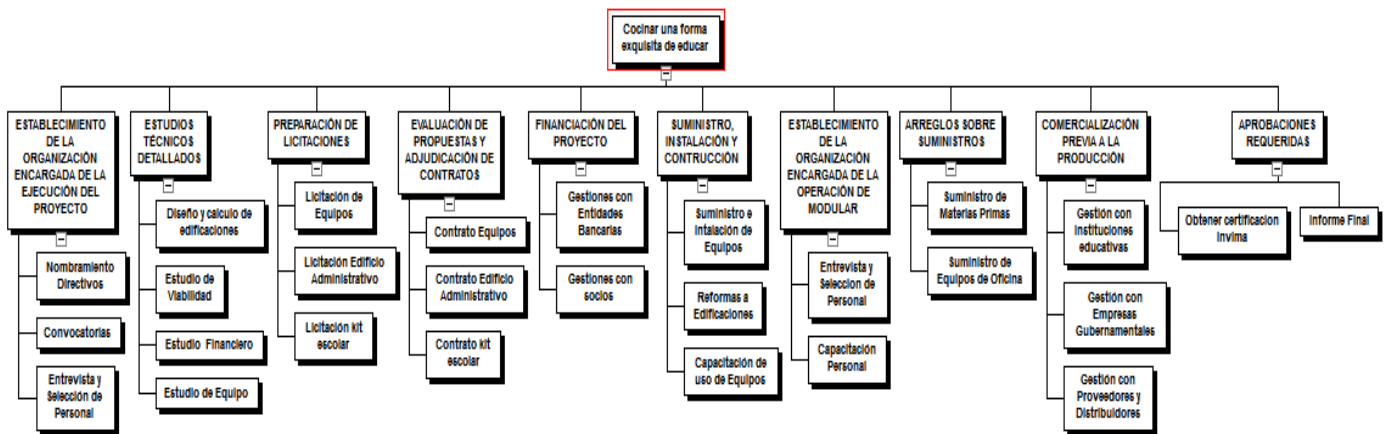 Cocinar una forma
exquisita de educar
ESTABLECIMIENTO
DE LA
ORGANIZACIÓN
ENCARGADA DE LA
EJECUCIÓN DEL
PROYECTO
Nombramiento
Directivos
Convocatorias
Entrevista y
Selección de
Personal
ESTUDIOS
TÉCNICOS
DETALLADOS
Diseño y calculo de
edificaciones
Estudio de
Viabilidad
Estudio Financiero
Estudio de Equipo
PREPARACIÓN DE
LICITACIONES
Licitación de
Equipos
Licitación Edificio
Administrativo
Licitación kit
escolar
EVALUACIÓN DE
PROPUESTAS Y
ADJUDICACIÓN DE
CONTRATOS
Contrato Equipos
Contrato Edificio
Administrativo
Contrato kit
escolar
FINANCIACIÓN DEL
PROYECTO
Gestiones con
Entidades
Bancarias
Gestiones con
socios
SUMINISTRO,
INSTALACIÓN Y
CONTRUCCIÓN
Suministro e
Intalación de
Equipos
Reformas a
Edificaciones
Capacitación de
uso de Equipos
ESTABLECIMIENTO
DE LA
ORGANIZACIÓN
ENCARGADA DE LA
OPERACIÓN DE
MODULAR
Entrevista y
Seleccion de
Personal
Capacitación
Personal
ARREGLOS SOBRE
SUMINISTROS
Suministro de
Materias Primas
Suministro de
Equipos de Oficina
COMERCIALIZACIÓN
PREVIA A LA
PRODUCCIÓN
Gestión con
Instituciones
educativas
Gestión con
Empresas
Gubernamentales
Gestión con
Proveedores y
Distribuidores
APROBACIONES
REQUERIDAS
Obtener certificacion
Invima
Informe Final